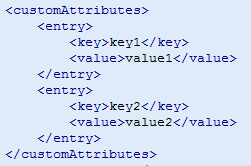 <customAttributes>
    <entry>
        <key>key1</key>
        <value>value1</value>
    </entry>
    <entry>
        <key>key2</key>
        <value>value2</value>
    </entry>
</customAttributes>